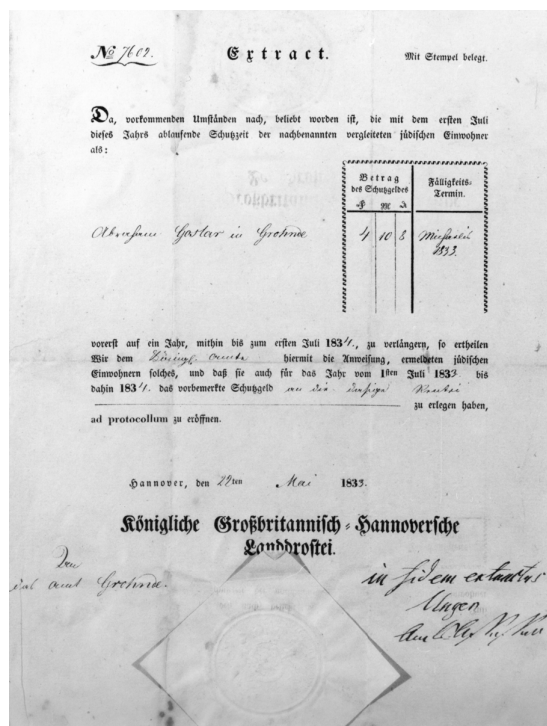 No 7602. Extract. Mit Stempel belegt.
Da, vorkommenden Umständen nach, beliebt worden ist, die mit dem ersten Juli
dieses Jahrs ablaufende Schutzzeit der nachbenannten vergleiteten jüdischen Einwohner
als:
Betrag
des Schutzgeldes
Fälligkeits-
Termin.
Abraham Goslar in Grohnde
4 10 8
Michaelis
1833.
vorerst auf ein Jahr, mithin bis zum ersten Juli 1834, zu verlängern, so ertheilen
Wir dem Königl. Amte hiermit die Anweisung, ermeldeten jüdischen
Einwohnern solches, und daß sie auch für das Jahr vom 1sten Juli 1833 bis
dahin 1834. das vorbemerkte Schutzgeld an die
zu erlegen haben,
ad protocollum zu eröffnen.
Hannover, den 22ten Mai 1833.
Königliche Großbritannisch-Hannoversche
Landdrostei.
das Amt Grohnde.
in fidem extractus
Unger